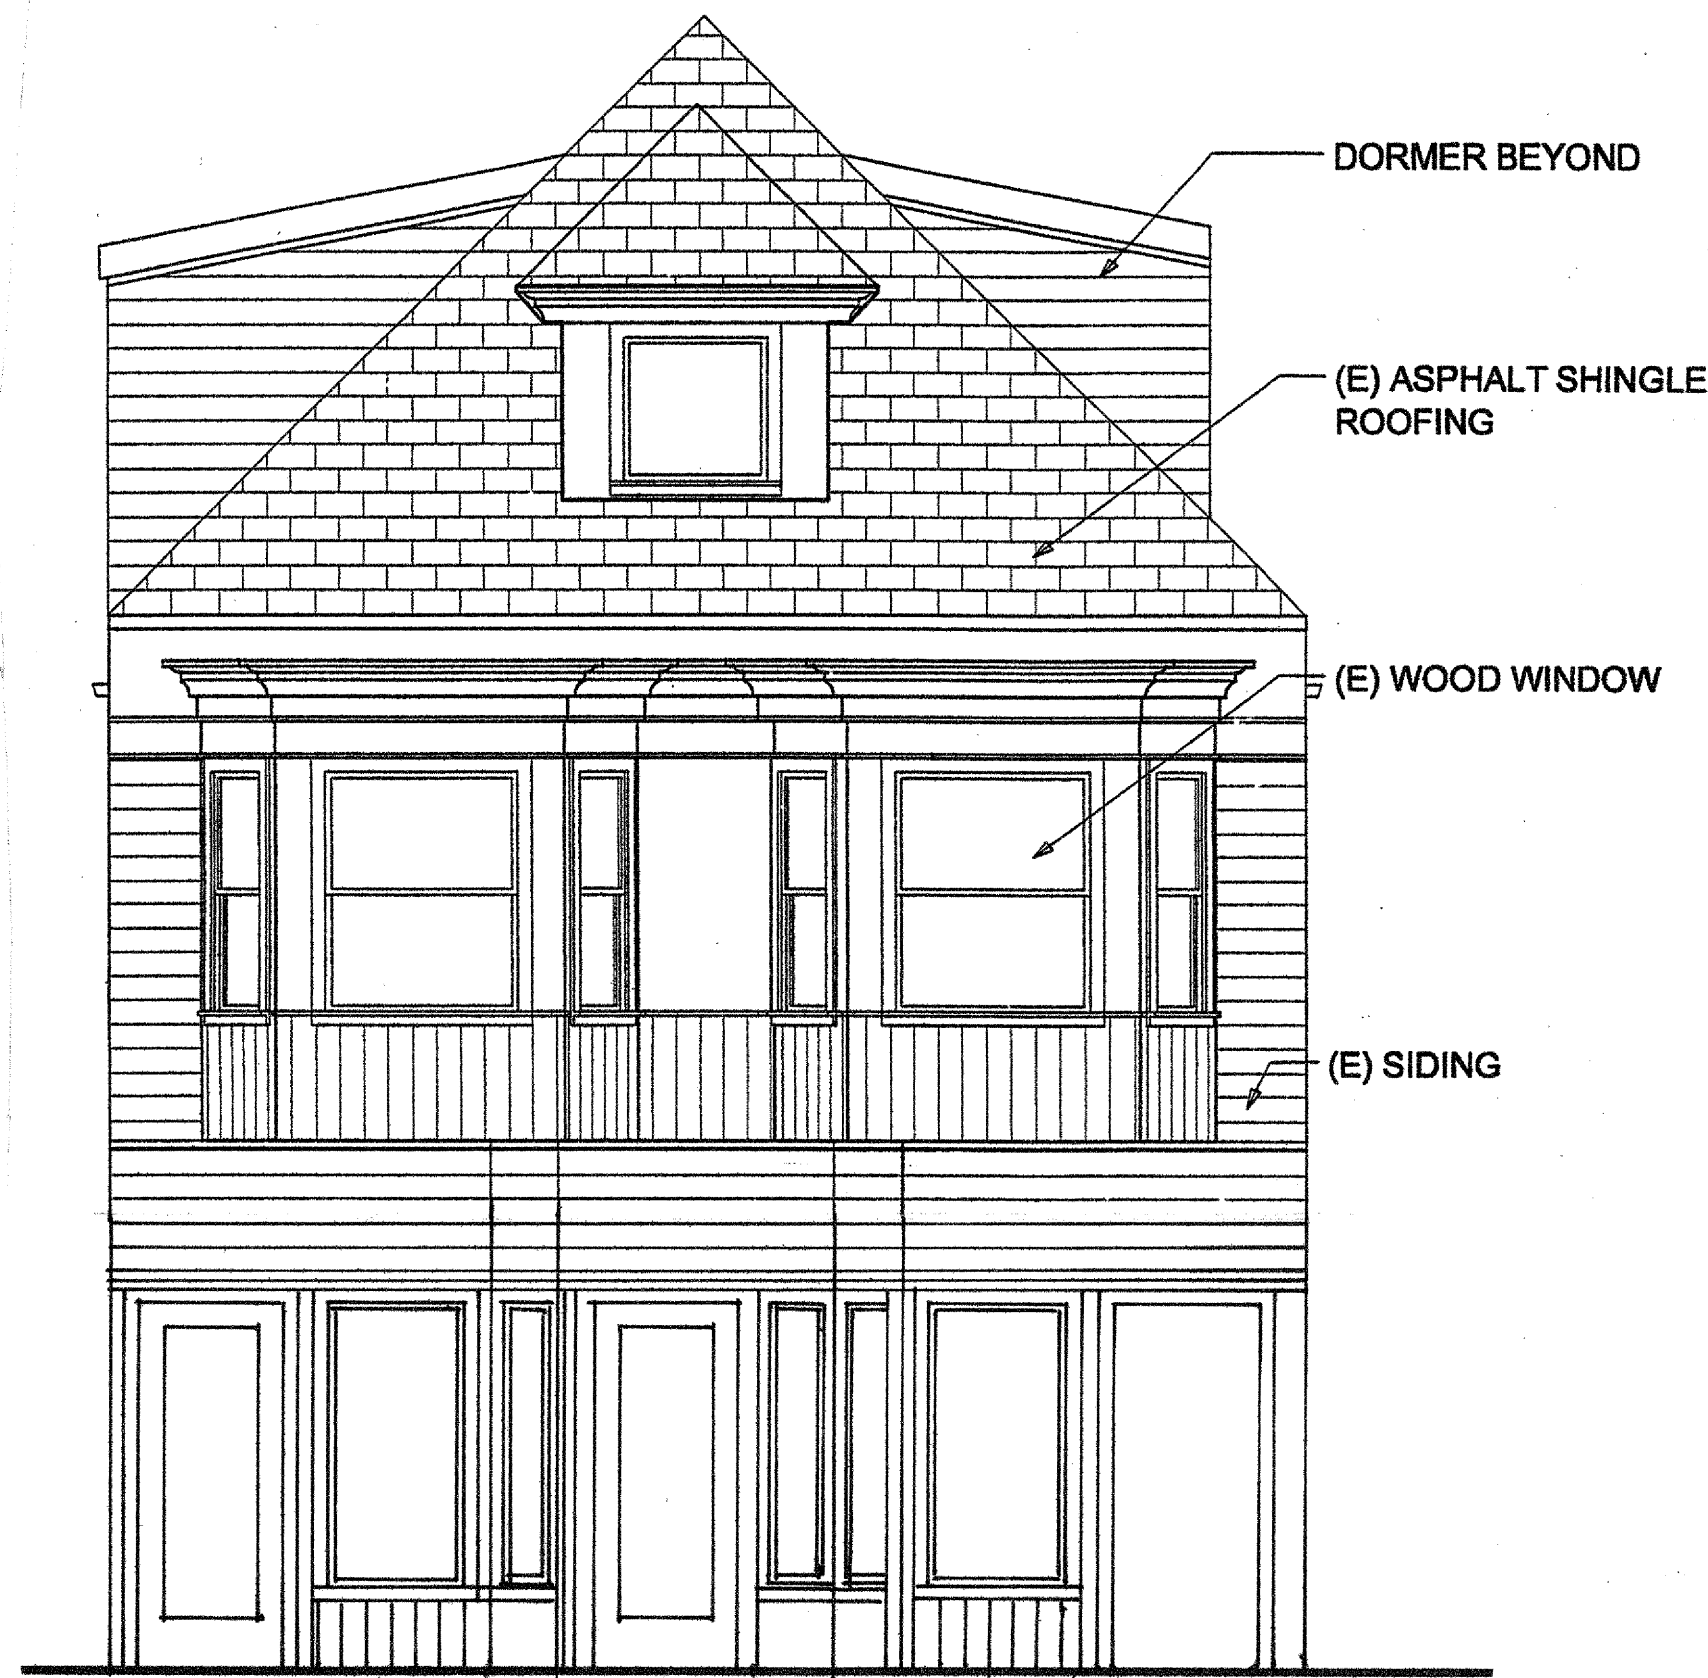 DORMER BEYOND
(E) ASPHALT SHINGLE
ROOFING
(E) WOOD WINDOW
(E) SIDING